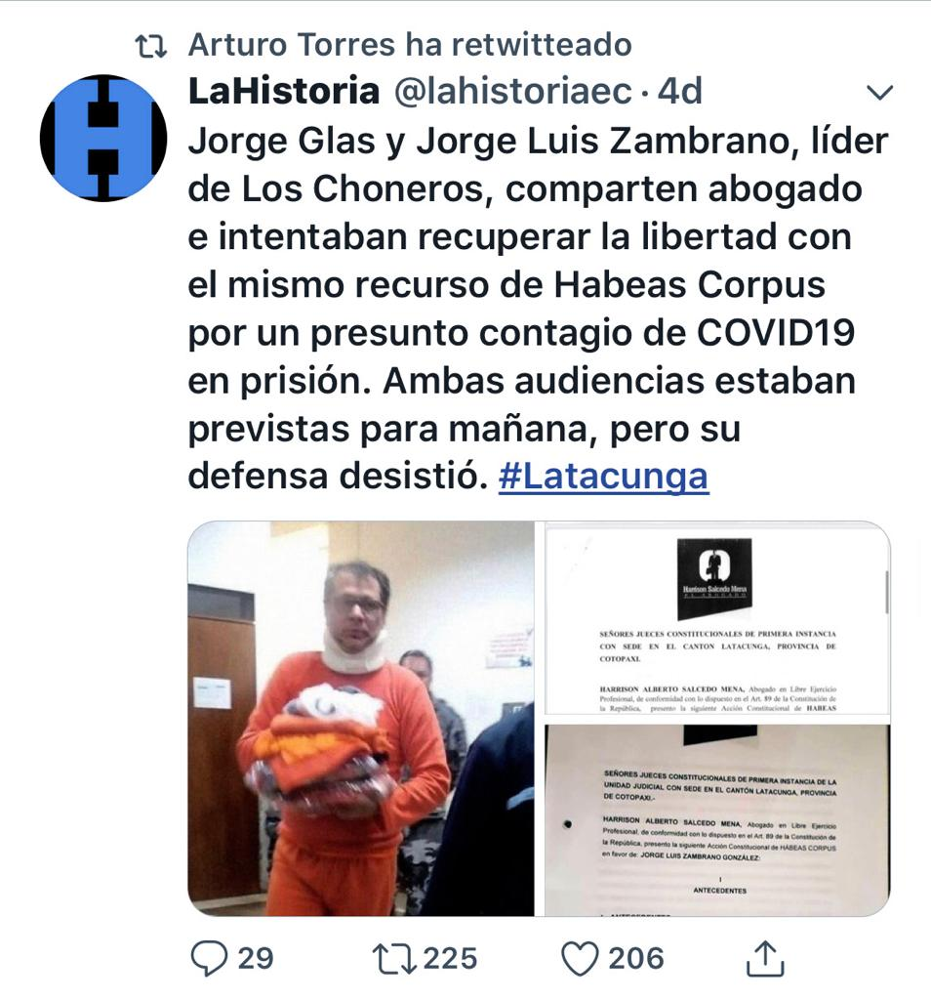 Arturo Torres ha retwitteado
LaHistoria @lahistoriaec · 4d
Jorge Glas y Jorge Luis Zambrano, líder
de Los Choneros, comparten abogado
e intentaban recuperar la libertad con
el mismo recurso de Habeas Corpus
por un presunto contagio de COVID19
en prisión. Ambas audiencias estaban
previstas para mañana, pero su
defensa desistió. #Latacunga
Harrison Salcedo Mena
EL ABOGADO
SEÑORES JUECES CONSTITUCIONALES DE PRIMERA INSTANCIA
CON SEDE EN EL CANTON LATACUNGA, PROVINCIA DE
COTOPAXI.
HARRISON ALBERTO SALCEDO MENA, Abogado en Libre Ejercicio
Profesional, de conformidad con lo dispuesto en el Art. 89 de la Constitución de
la República, presento la siguiente Acción Constitucional de HABEAS
SEÑORES JUECES CONSTITUCIONALES DE PRIMERA INSTANCIA DE LA
UNIDAD JUDICIAL CON SEDE EN EL CANTÓN LATACUNGA, PROVINCIA
DE COTOPAXI.-
HARRISON ALBERTO SALCEDO MENA, Abogado en Libre Ejercicio
Profesional, de conformidad con lo dispuesto en el Art. 89 de la Constitución de
la República, presento la siguiente Acción Constitucional de HÁBEAS CORPUS
en favor de: JORGE LUIS ZAMBRANO GONZÁLEZ:
I
ANTECEDENTES
29
225
206